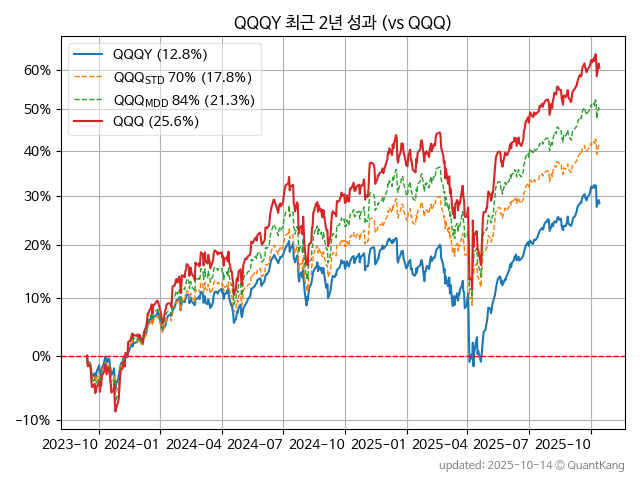 QQQY 최근 2년 성과 (vs QQQ)
QQQY (12.8%)
QQQSTD 70% (17.8%)
QQQMDD 84% (21.3%)
QQQ (25.6%)
60%
50%
40%
30%
20%
10%
0%
−10%
2023-10 2024-01 2024-04 2024-07 2024-10 2025-01 2025-04 2025-07 2025-10
updated: 2025-10-14 © QuantKang